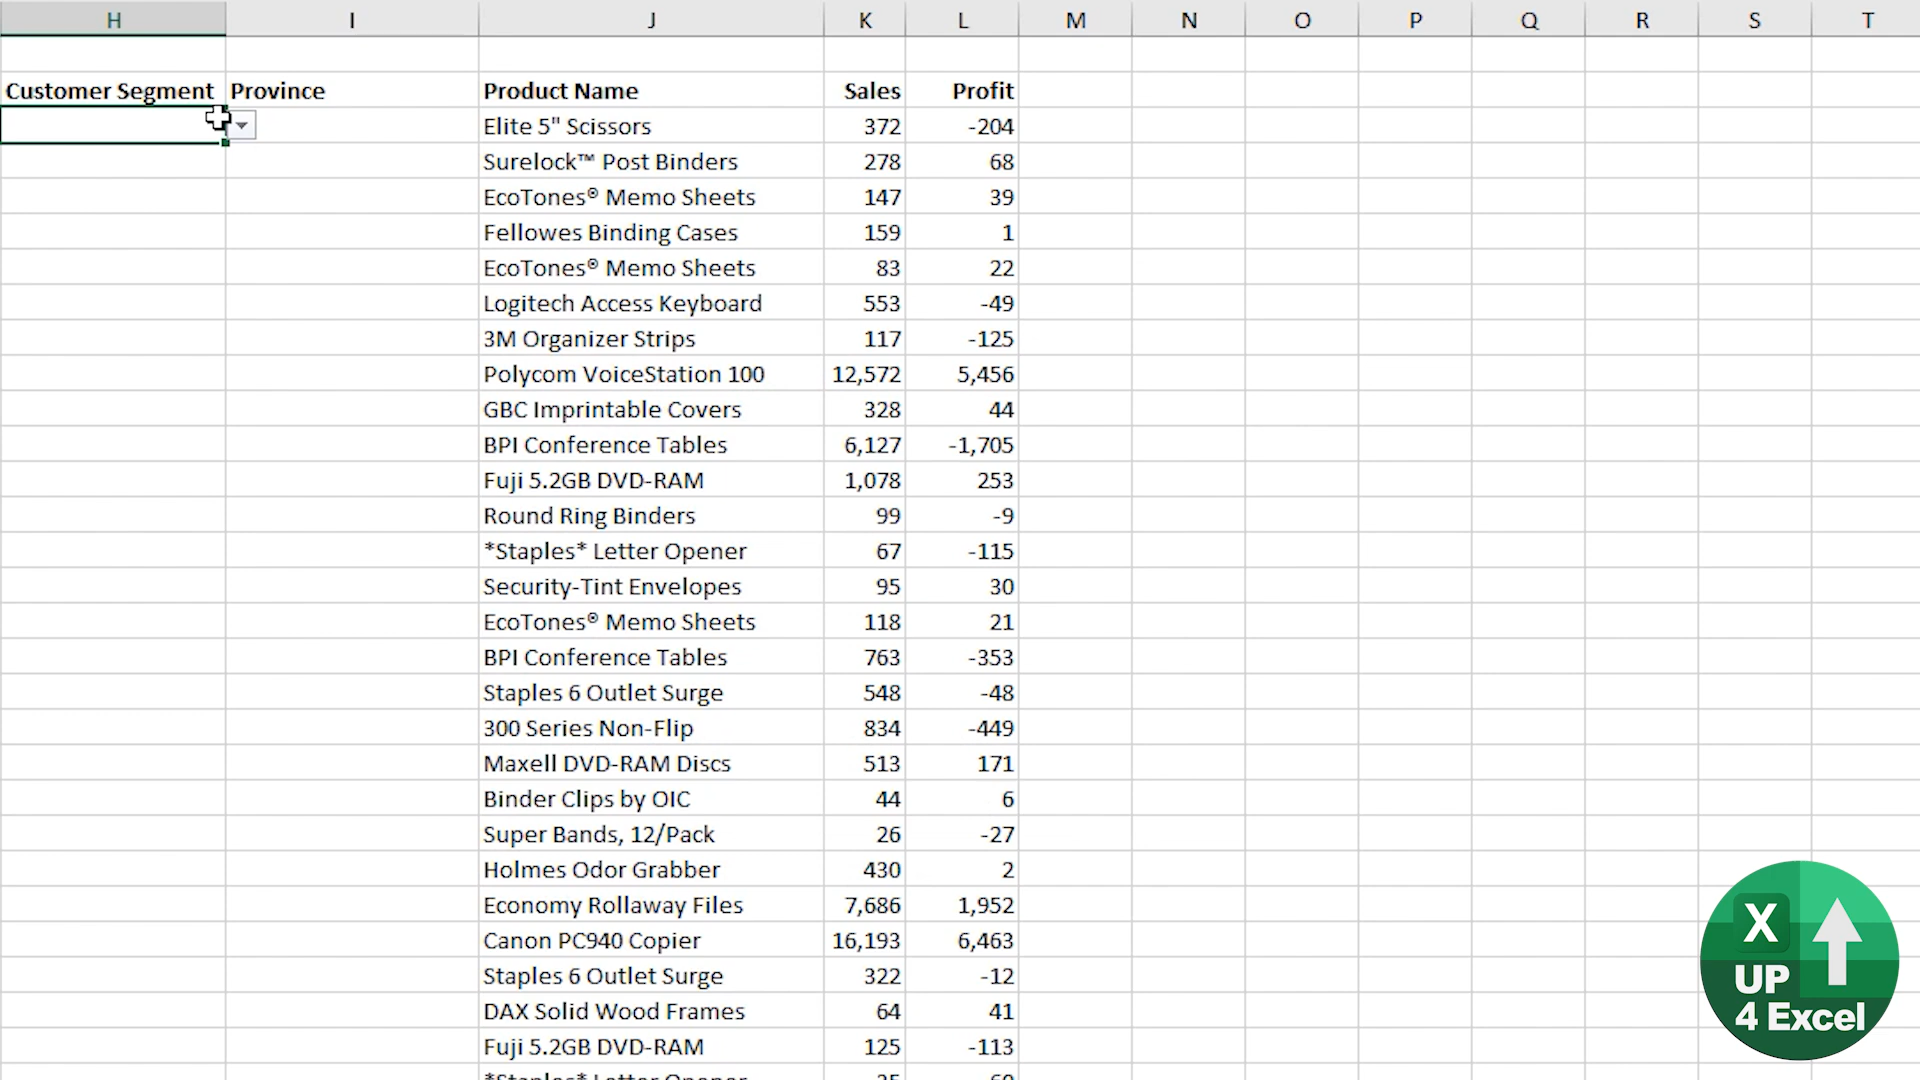 H I J K L M N O P Q R S T
Customer Segment Province Product Name Sales Profit
Elite 5" Scissors 372 -204
Surelock™ Post Binders 278 68
EcoTones® Memo Sheets 147 39
Fellowes Binding Cases 159 1
EcoTones® Memo Sheets 83 22
Logitech Access Keyboard 553 -49
3M Organizer Strips 117 -125
Polycom VoiceStation 100 12,572 5,456
GBC Imprintable Covers 328 44
BPI Conference Tables 6,127 -1,705
Fuji 5.2GB DVD-RAM 1,078 253
Round Ring Binders 99 -9
*Staples* Letter Opener 67 -115
Security-Tint Envelopes 95 30
EcoTones® Memo Sheets 118 21
BPI Conference Tables 763 -353
Staples 6 Outlet Surge 548 -48
300 Series Non-Flip 834 -449
Maxell DVD-RAM Discs 513 171
Binder Clips by OIC 44 6
Super Bands, 12/Pack 26 -27
Holmes Odor Grabber 430 2
Economy Rollaway Files 7,686 1,952
Canon PC940 Copier 16,193 6,463
Staples 6 Outlet Surge 322 -12
DAX Solid Wood Frames 64 41
Fuji 5.2GB DVD-RAM 125 -113
*Staples* Letter Opener
X
UP
4 Excel